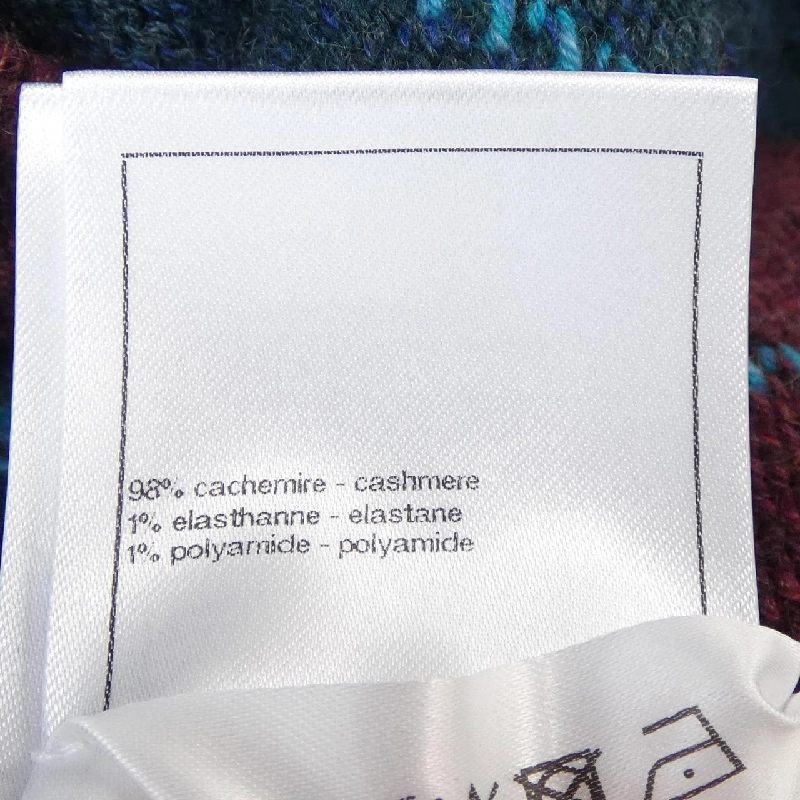 98% cachemire - cashmere
1% elasthanne - elastane
1% polyamide - polyamide